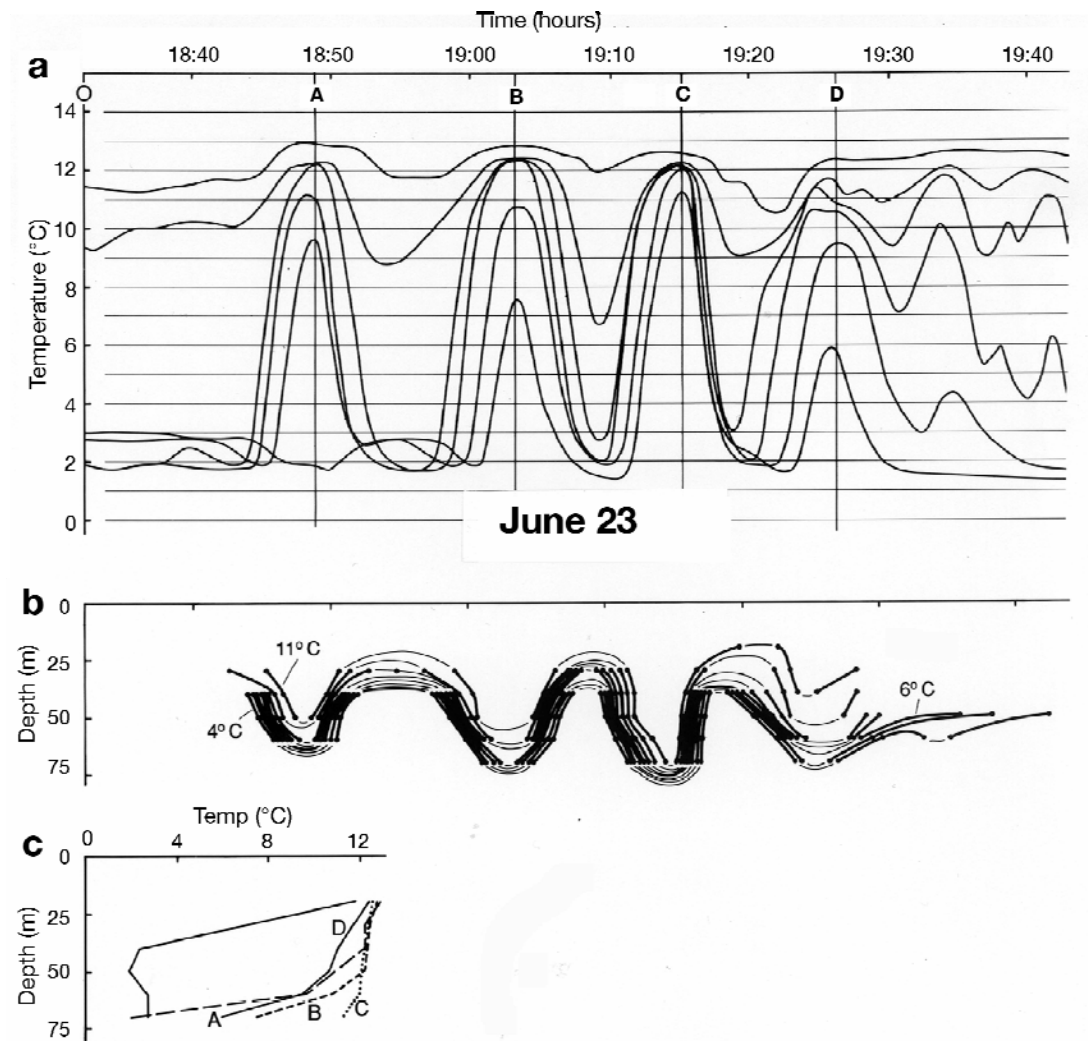 Time (hours)
18:40 18:50 19:00 19:10 19:20 19:30 19:40
a
O A B C D
14
12
10
8
6
4
2
0
Temperature (°C)
June 23
b
0
25
50
75
Depth (m)
11° C
4° C
6° C
Temp (°C)
0 4 8 12
c
0
25
50
75
Depth (m)
D
A B C